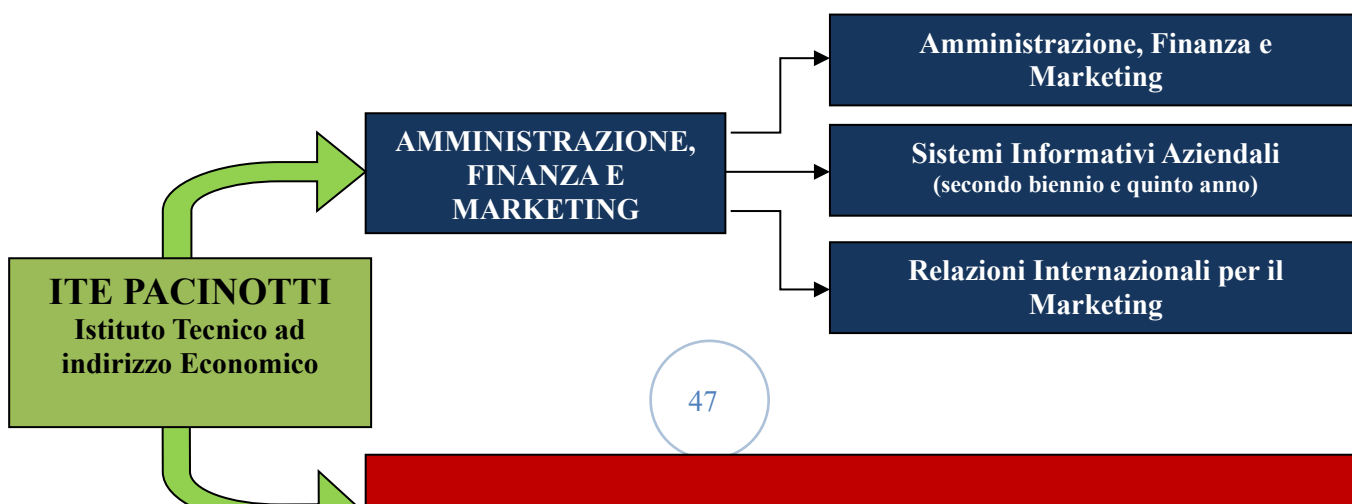 Amministrazione, Finanza e
Marketing
AMMINISTRAZIONE,
FINANZA E
MARKETING
Sistemi Informativi Aziendali
(secondo biennio e quinto anno)
Relazioni Internazionali per il
Marketing
ITE PACINOTTI
Istituto Tecnico ad
indirizzo Economico
47